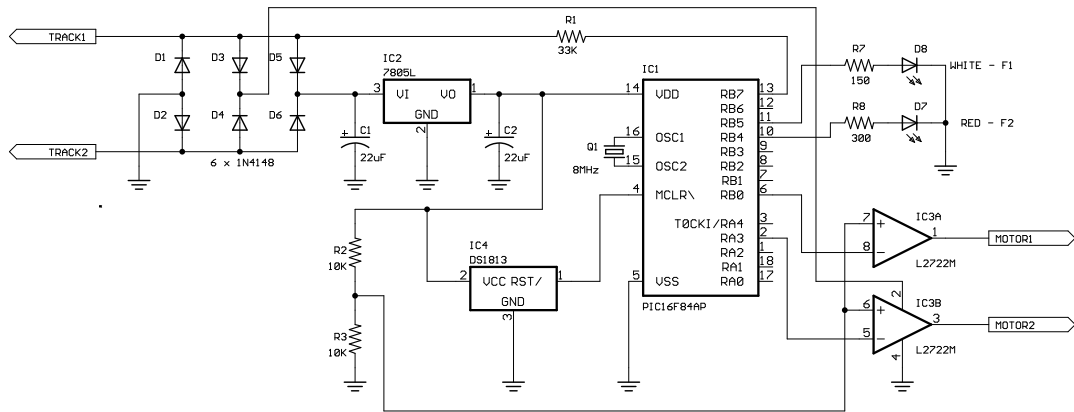 TRACK1
D1
D3
D5
R1
33K
IC2
7805L
3
VI
VO
1
GND
2
IC1
14
VDD
RB7
13
RB6
12
RB5
11
RB4
10
RB3
9
RB2
8
RB1
7
RB0
6
R7
150
D8
WHITE - F1
R8
300
D7
RED - F2
D2
D4
D6
TRACK2
6 x 1N4148
C1
22uF
C2
22uF
16
OSC1
Q1
8MHz
15
OSC2
4
MCLR\
T0CKI/RA4
3
RA3
2
RA2
1
RA1
18
RA0
17
5
VSS
PIC16F84AP
R2
10K
R3
10K
IC4
DS1813
2
VCC RST/
1
GND
3
7
+
8
-
IC3A
1
L2722M
MOTOR1
2
6
+
5
-
IC3B
3
4
L2722M
MOTOR2